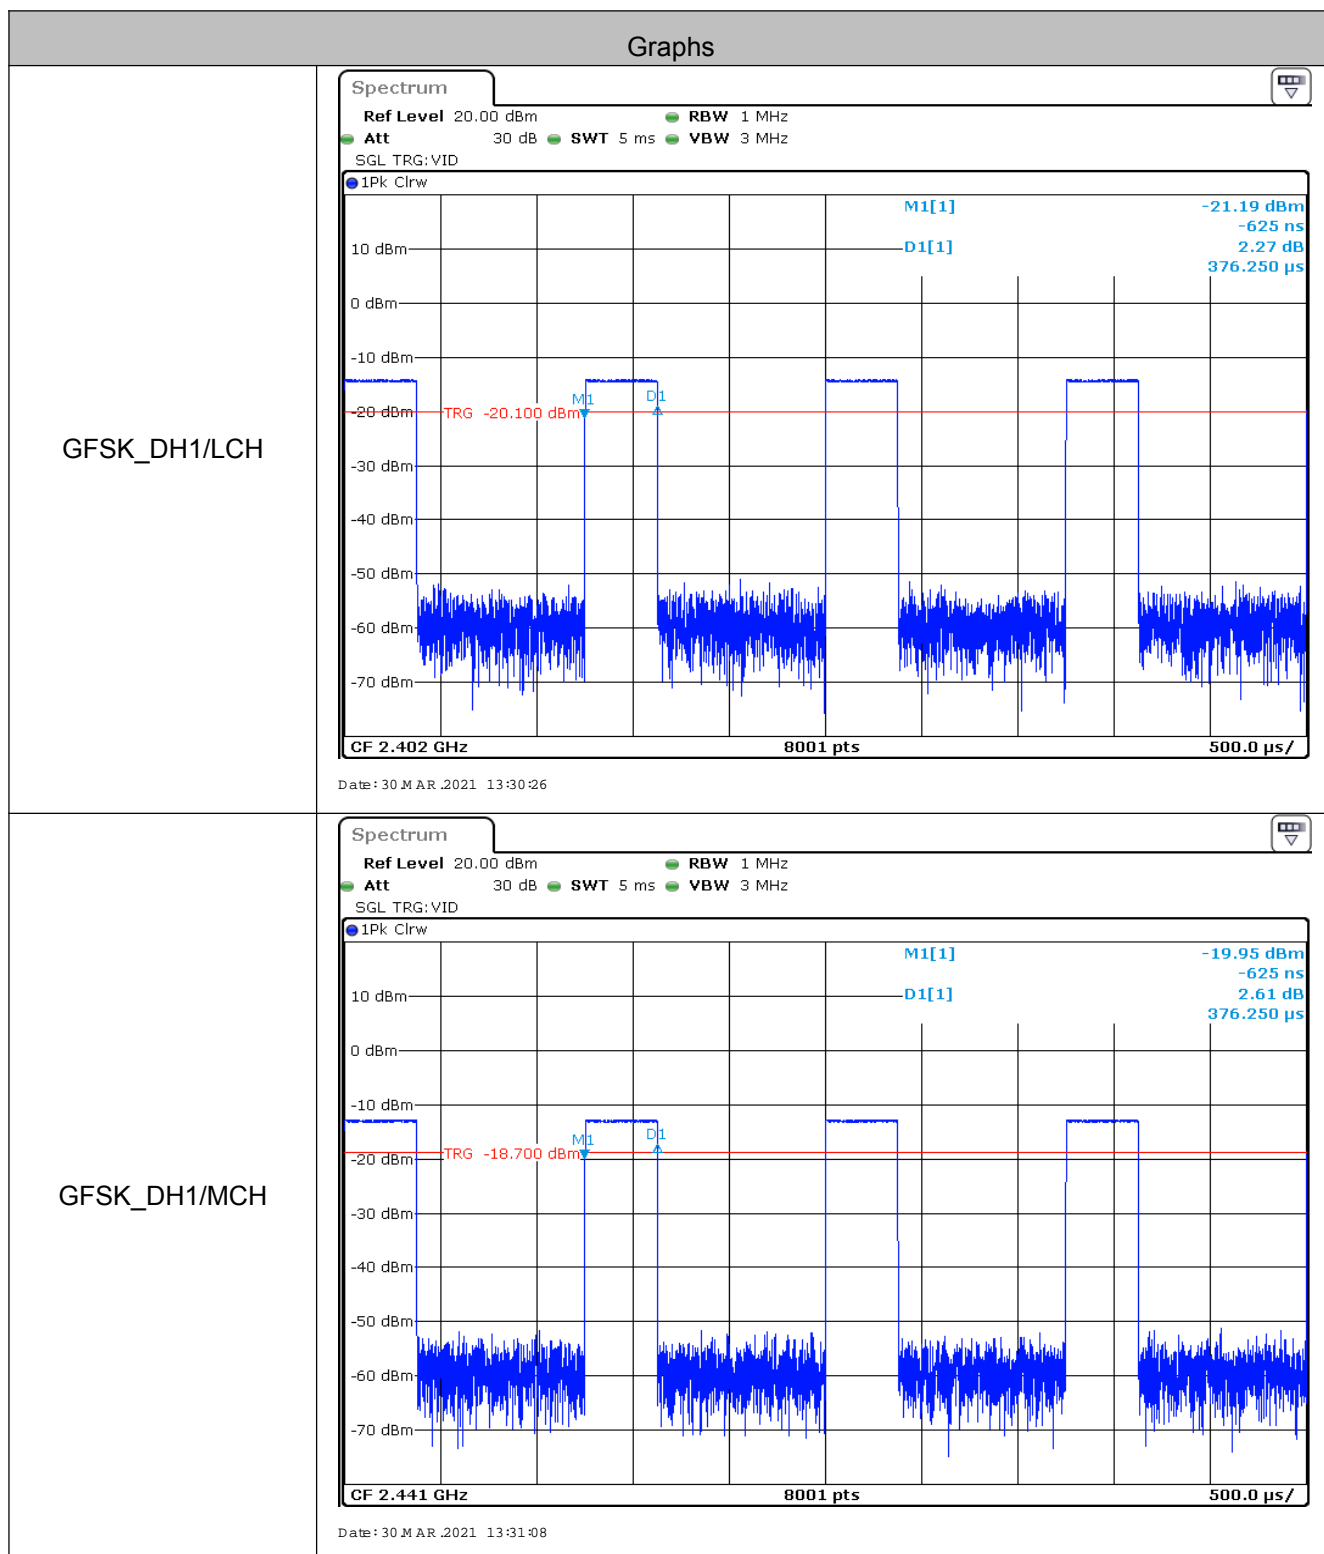 Graphs
GFSK_DH1/LCH
Spectrum
Ref Level 20.00 dBm RBW 1 MHz
Att 30 dB SWT 5 ms VBW 3 MHz
SGL TRG:VID
1Pk Clrw
M1[1] -21.19 dBm
-625 ns
10 dBm D1[1] 2.27 dB
376.250 µs
0 dBm
-10 dBm
M1 D1
-20 dBm TRG -20.100 dBm
-30 dBm
-40 dBm
-50 dBm
-60 dBm
-70 dBm
CF 2.402 GHz 8001 pts 500.0 µs/
Date: 30.MAR.2021 13:30:26
GFSK_DH1/MCH
Spectrum
Ref Level 20.00 dBm RBW 1 MHz
Att 30 dB SWT 5 ms VBW 3 MHz
SGL TRG:VID
1Pk Clrw
M1[1] -19.95 dBm
-625 ns
10 dBm D1[1] 2.61 dB
376.250 µs
0 dBm
-10 dBm
M1 D1
TRG -18.700 dBm
-20 dBm
-30 dBm
-40 dBm
-50 dBm
-60 dBm
-70 dBm
CF 2.441 GHz 8001 pts 500.0 µs/
Date: 30.MAR.2021 13:31:08